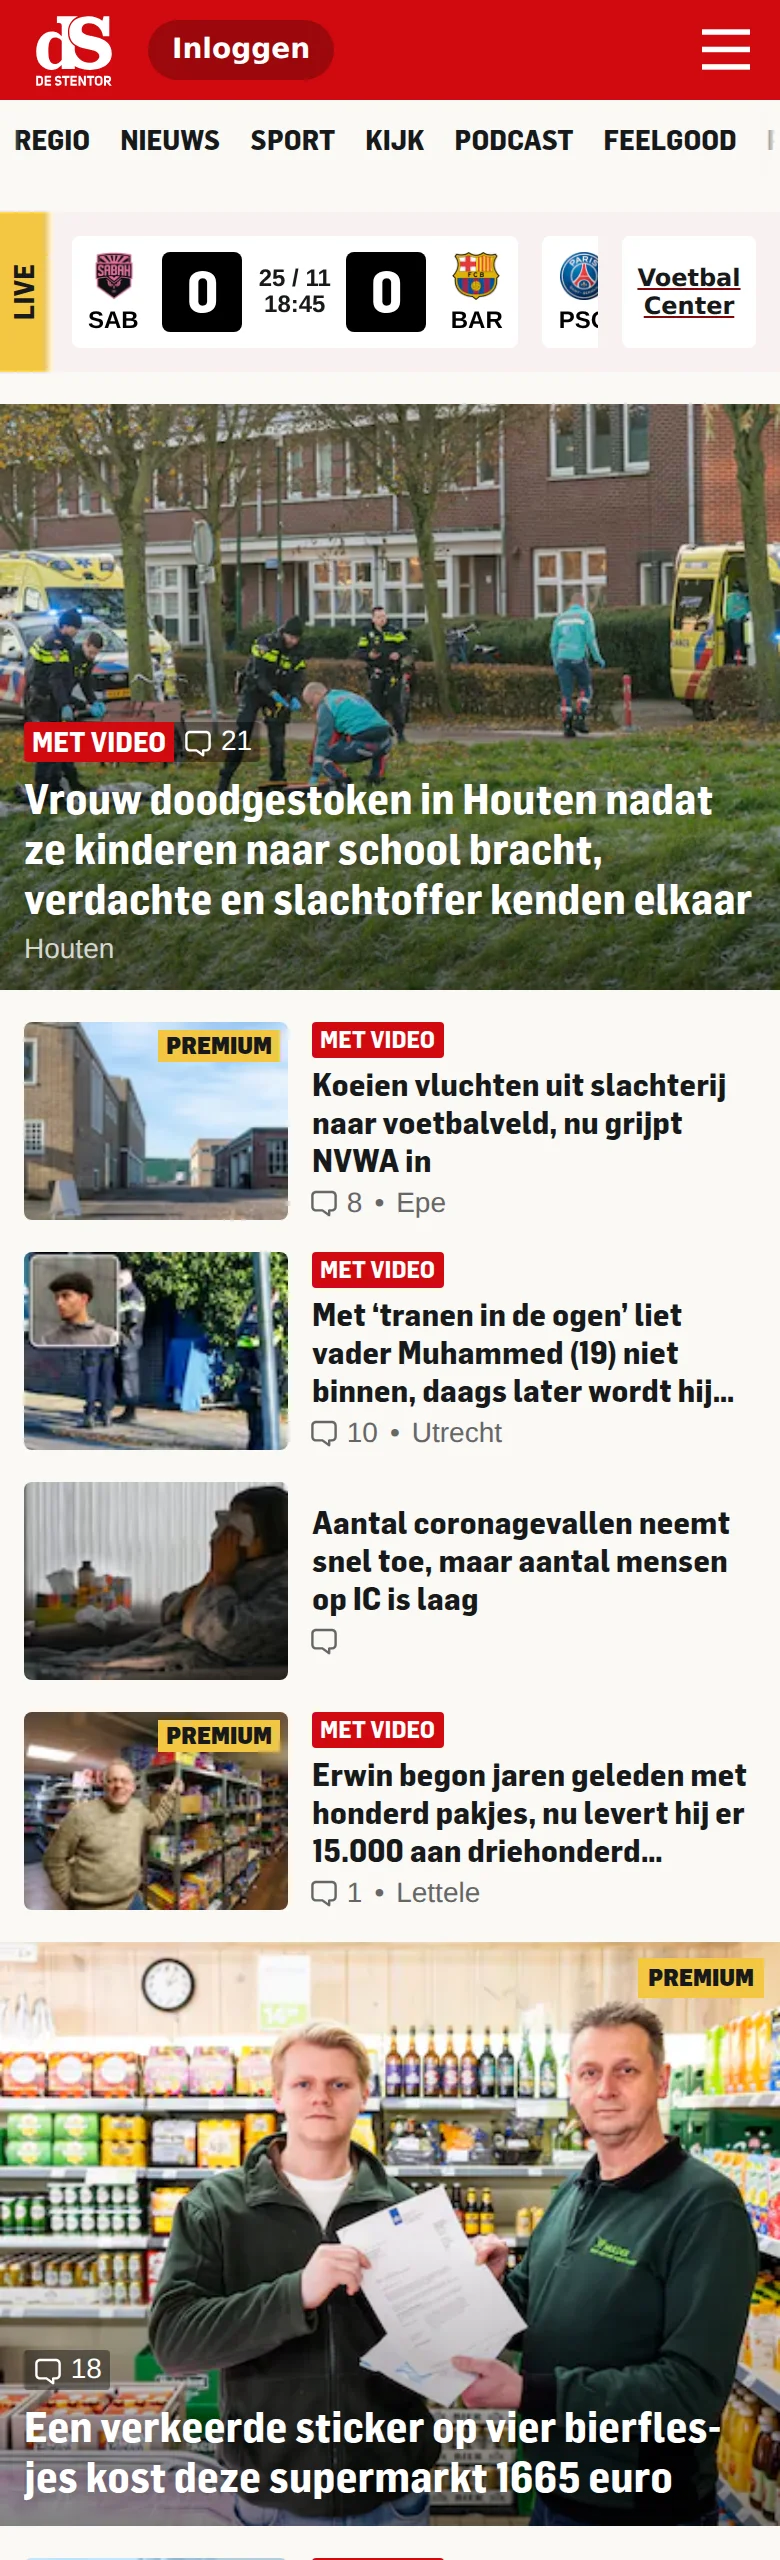 dS
DE STENTOR
Inloggen
REGIO NIEUWS SPORT KIJK PODCAST FEELGOOD
LIVE
SABAH
SAB
0
25 / 11
18:45
0
FCB
BAR
PARIS
PSG
Voetbal
Center
MET VIDEO 21
Vrouw doodgestoken in Houten nadat
ze kinderen naar school bracht,
verdachte en slachtoffer kenden elkaar
Houten
PREMIUM
MET VIDEO
Koeien vluchten uit slachterij
naar voetbalveld, nu grijpt
NVWA in
8 • Epe
MET VIDEO
Met ‘tranen in de ogen’ liet
vader Muhammed (19) niet
binnen, daags later wordt hij...
10 • Utrecht
Aantal coronagevallen neemt
snel toe, maar aantal mensen
op IC is laag
PREMIUM
MET VIDEO
Erwin begon jaren geleden met
honderd pakjes, nu levert hij er
15.000 aan driehonderd...
1 • Lettele
PREMIUM
18
Een verkeerde sticker op vier bierfles-
jes kost deze supermarkt 1665 euro